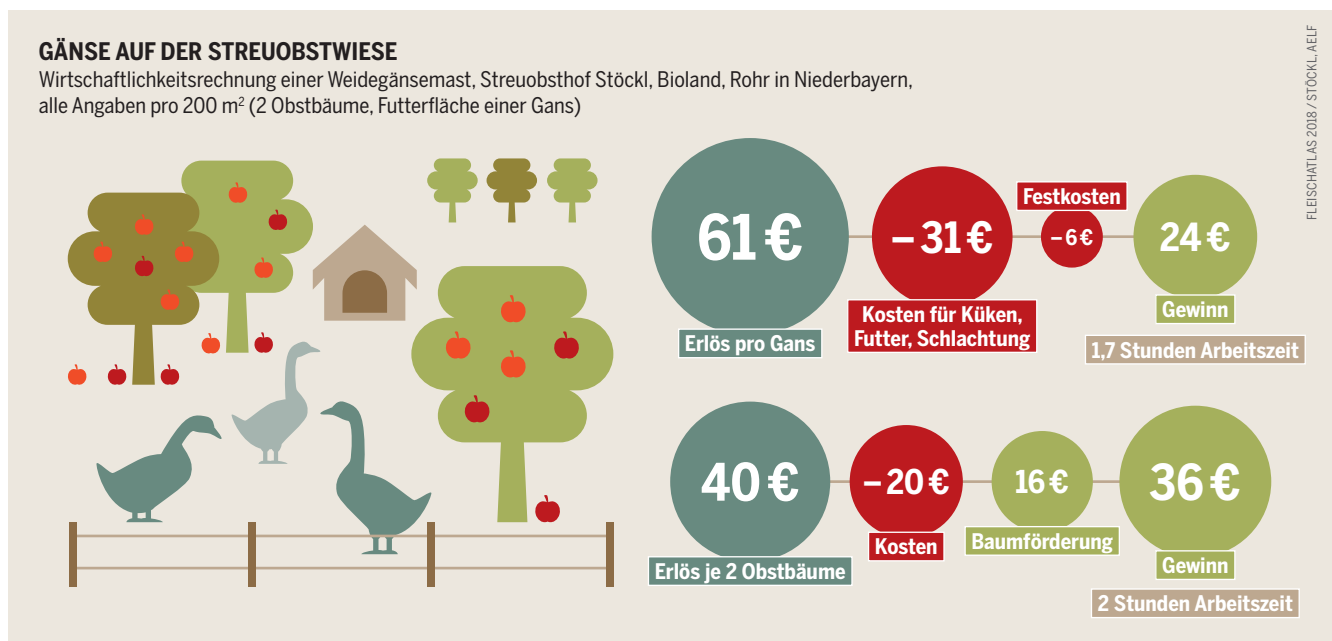 GÄNSE AUF DER STREUOBSTWIESE
Wirtschaftlichkeitsrechnung einer Weidegänsemast, Streuobsthof Stöckl, Bioland, Rohr in Niederbayern,
alle Angaben pro 200 m² (2 Obstbäume, Futterfläche einer Gans)
61 €
Erlös pro Gans
– 31 €
Kosten für Küken,
Futter, Schlachtung
Festkosten
– 6 €
24 €
Gewinn
1,7 Stunden Arbeitszeit
40 €
Erlös je 2 Obstbäume
– 20 €
Kosten
16 €
Baumförderung
36 €
Gewinn
2 Stunden Arbeitszeit
FLEISCHATLAS 2018 / STÖCKL, AELF